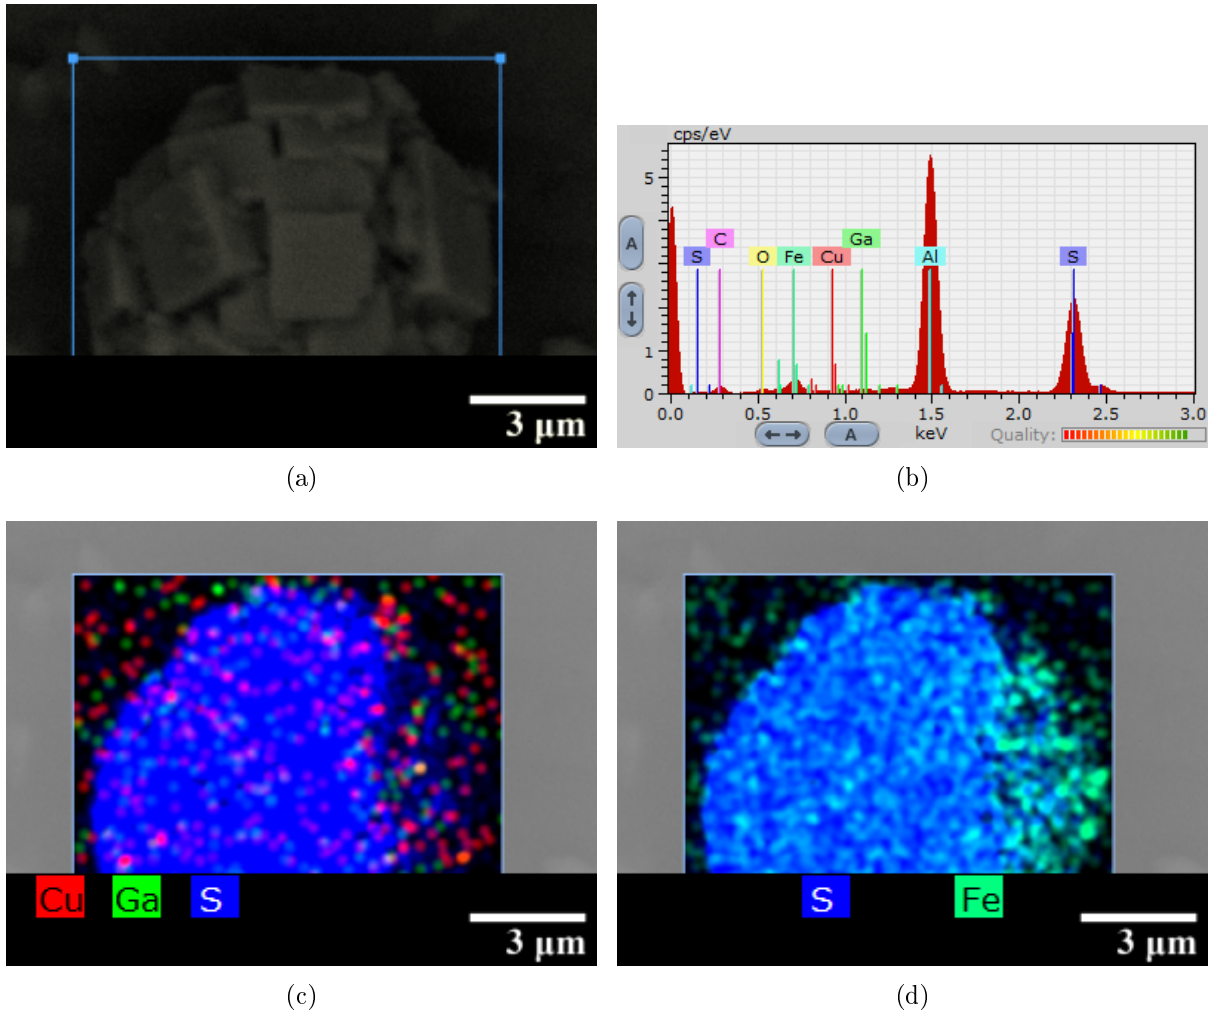 3 μm
(a)
cps/eV
5
1
0
S
C
O
Fe
Cu
Ga
Al
S
A
0.0 0.5 1.0 1.5 2.0 2.5 3.0
A
keV
Quality:
(b)
Cu Ga S
3 μm
(c)
S Fe
3 μm
(d)